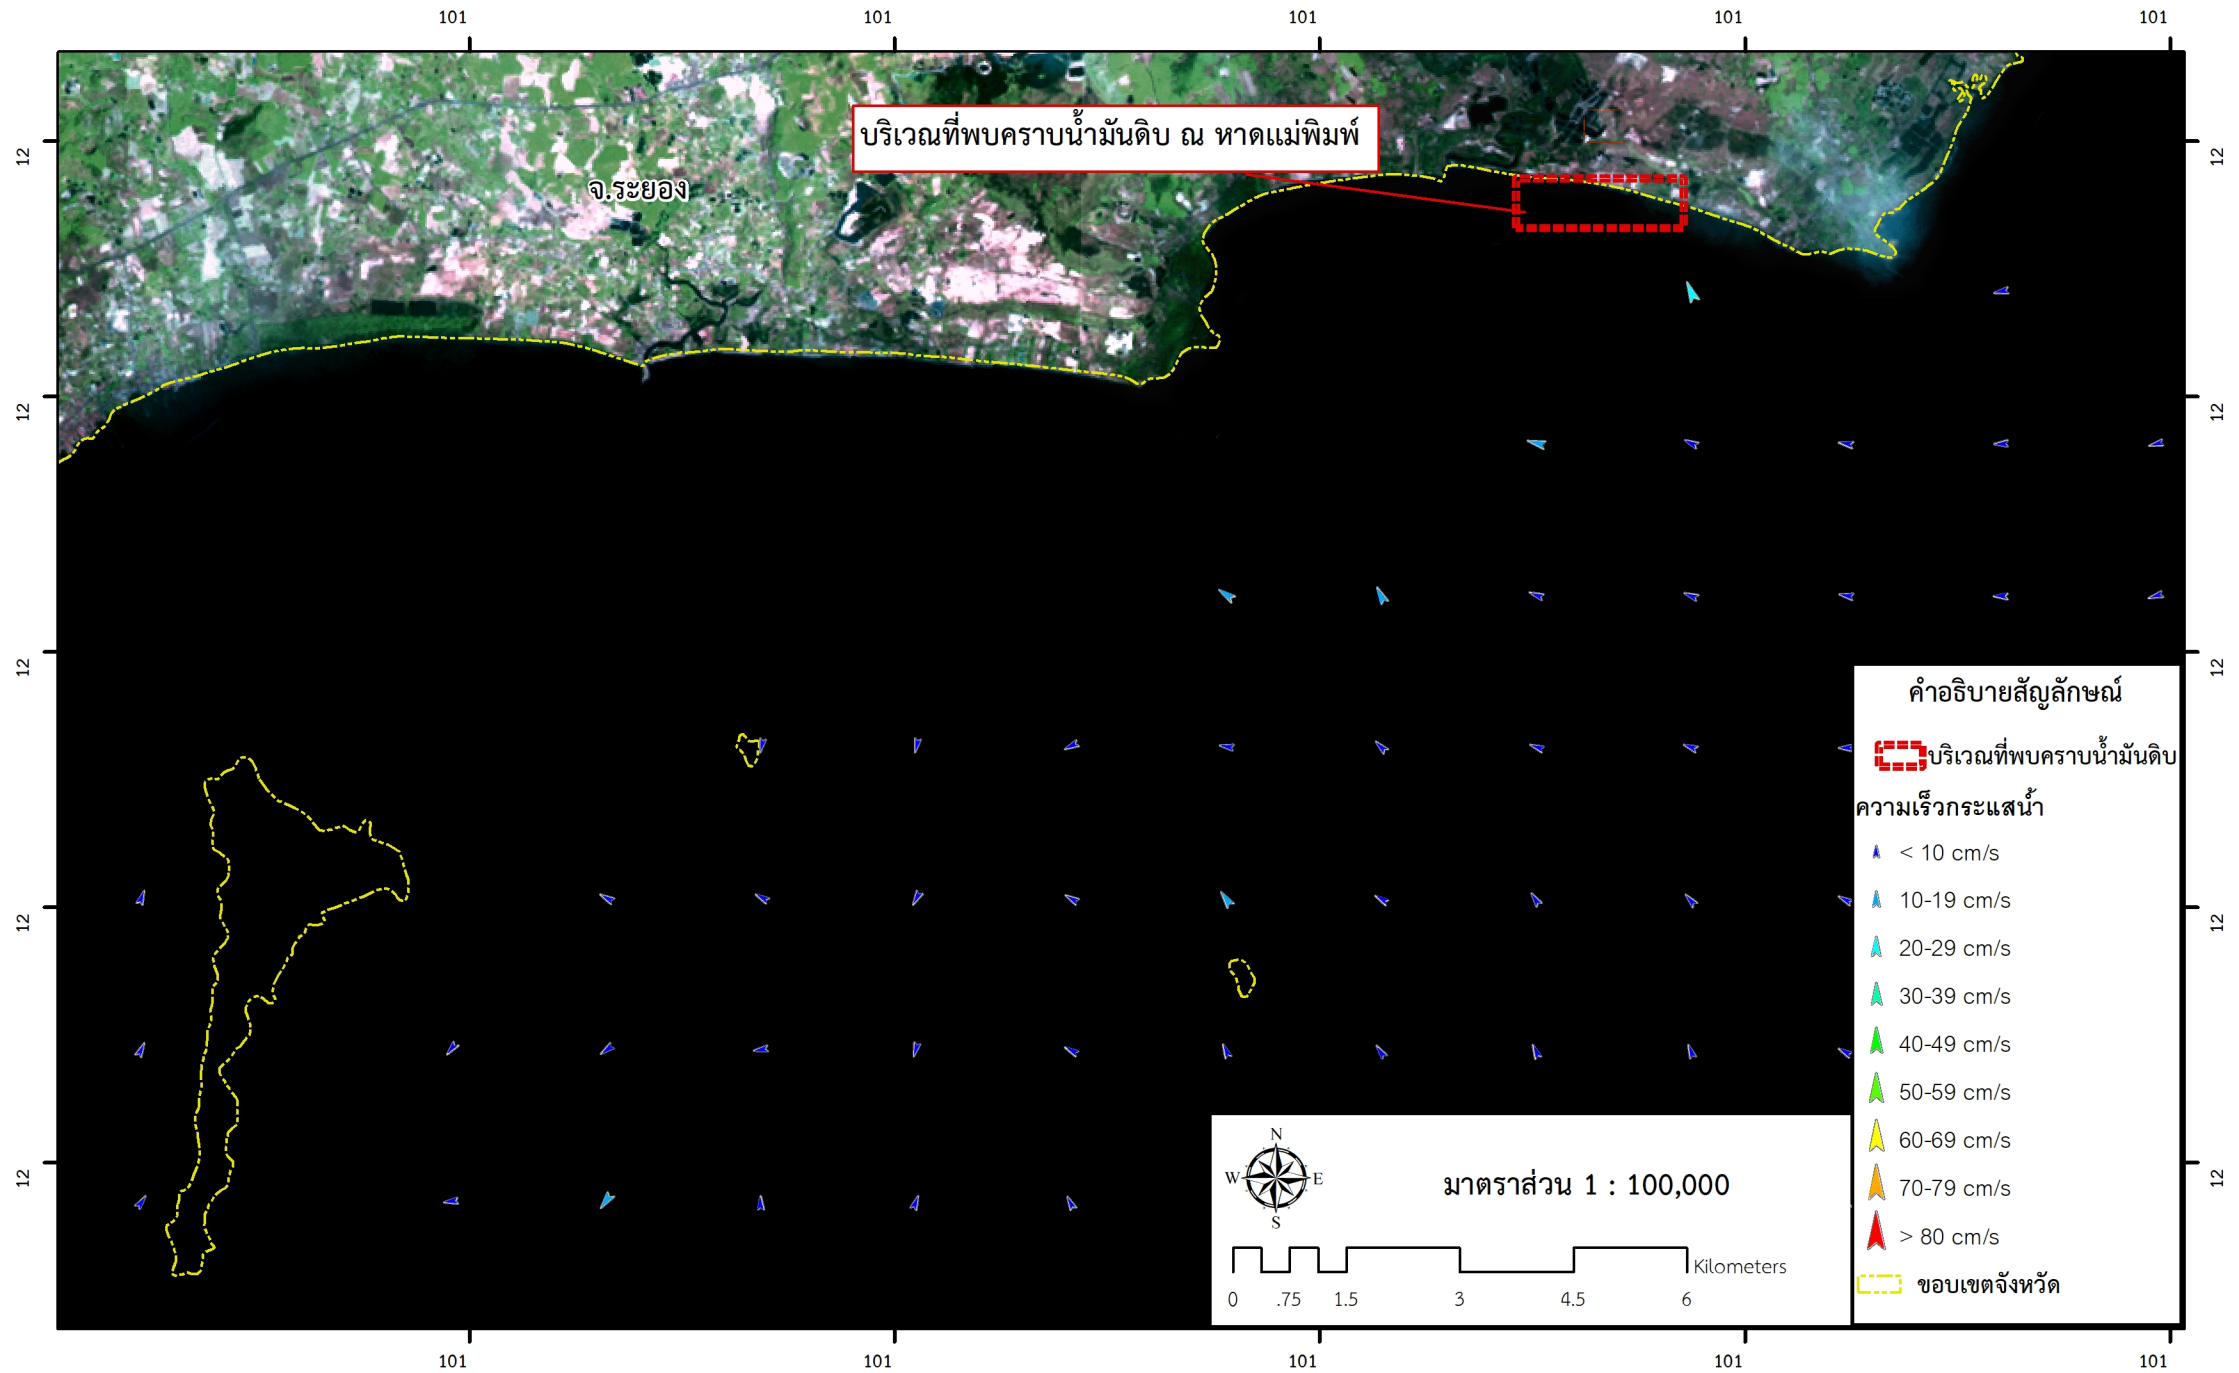 101 101 101 101 101
บริเวณที่พบคราบน้ำมันดิบ ณ หาดแม่พิมพ์
12 12
จ.ระยอง
12 12
12 12
คำอธิบายสัญลักษณ์
บริเวณที่พบคราบน้ำมันดิบ
ความเร็วกระแสน้ำ
< 10 cm/s
10-19 cm/s
12 12
20-29 cm/s
30-39 cm/s
40-49 cm/s
50-59 cm/s
60-69 cm/s
12 12
70-79 cm/s
> 80 cm/s
ขอบเขตจังหวัด
N
W E
S
มาตราส่วน 1 : 100,000
Kilometers
0 .75 1.5 3 4.5 6
101 101 101 101 101